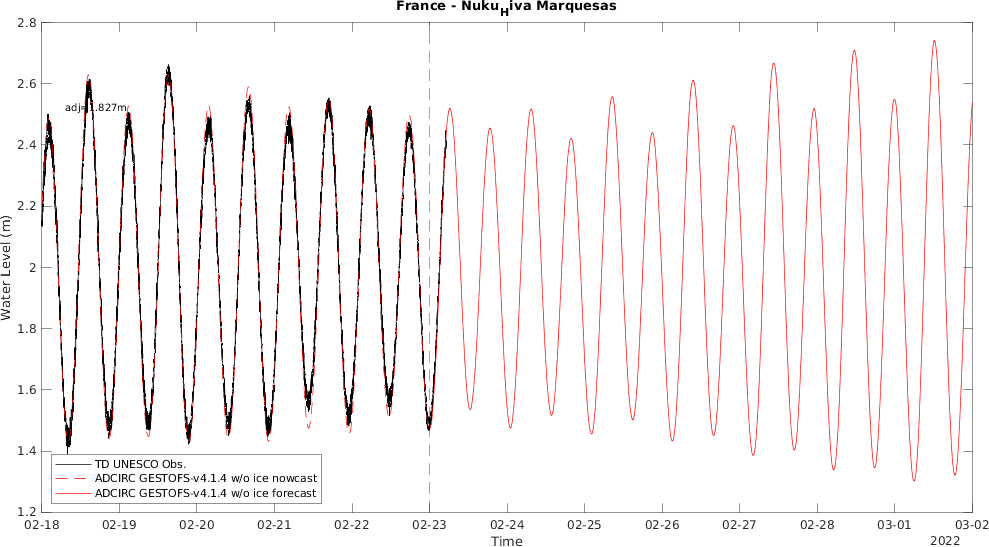 France - Nuku_Hiva Marquesas
2.8
2.6
2.4
2.2
2
1.8
1.6
1.4
1.2
Water Level (m)
adj=1.827m
TD UNESCO Obs.
ADCIRC GESTOFS-v4.1.4 w/o ice nowcast
ADCIRC GESTOFS-v4.1.4 w/o ice forecast
02-18 02-19 02-20 02-21 02-22 02-23 02-24 02-25 02-26 02-27 02-28 03-01 03-02
Time
2022